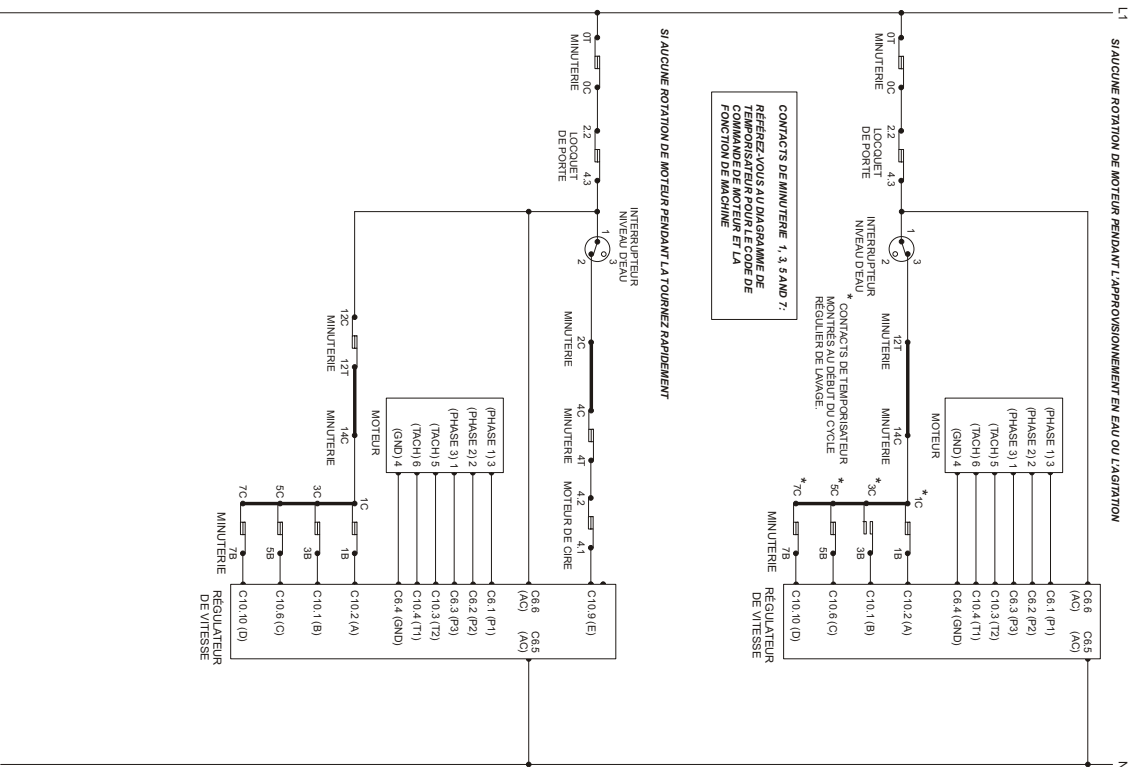 L1
N
SI AUCUNE ROTATION DE MOTEUR PENDANT L'APPROVISIONNEMENT EN EAU OU L'AGITATION
0T
0C
MINUTERIE
2.2
4.3
LOCQUET
DE PORTE
1
3
2
INTERRUPTEUR
NIVEAU D'EAU
12T
MINUTERIE
14C
MINUTERIE
* CONTACTS DE TEMPORISATEUR
MONTRÉS AU DÉBUT DU CYCLE
RÉGULIER DE LAVAGE.
(PHASE 1) 3
(PHASE 2) 2
(PHASE 3) 1
(TACH) 5
(TACH) 6
(GND) 4
MOTEUR
*
1C
1B
*
3C
3B
*
5C
5B
*
7C
7B
MINUTERIE
C6.6
(AC)
C6.5
(AC)
C6.1 (P1)
C6.2 (P2)
C6.3 (P3)
C10.3 (T2)
C10.4 (T1)
C6.4 (GND)
C10.2 (A)
C10.1 (B)
C10.6 (C)
C10.10 (D)
RÉGULATEUR
DE VITESSE
CONTACTS DE MINUTERIE 1, 3, 5 AND 7:
RÉFÉREZ-VOUS AU DIAGRAMME DE
TEMPORISATEUR POUR LE CODE DE
COMMANDE DE MOTEUR ET LA
FONCTION DE MACHINE
SI AUCUNE ROTATION DE MOTEUR PENDANT LA TOURNEZ RAPIDEMENT
0T
0C
MINUTERIE
2.2
4.3
LOCQUET
DE PORTE
INTERRUPTEUR
NIVEAU D'EAU
1
3
2
2C
MINUTERIE
4C
4T
MINUTERIE
4.2
4.1
MOTEUR DE CIRE
12C
12T
MINUTERIE
14C
MINUTERIE
(PHASE 1) 3
(PHASE 2) 2
(PHASE 3) 1
(TACH) 5
(TACH) 6
(GND) 4
MOTEUR
1C
1B
3C
3B
5C
5B
7C
7B
MINUTERIE
C10.9 (E)
C6.6
(AC)
C6.5
(AC)
C6.1 (P1)
C6.2 (P2)
C6.3 (P3)
C10.3 (T2)
C10.4 (T1)
C6.4 (GND)
C10.2 (A)
C10.1 (B)
C10.6 (C)
C10.10 (D)
RÉGULATEUR
DE VITESSE